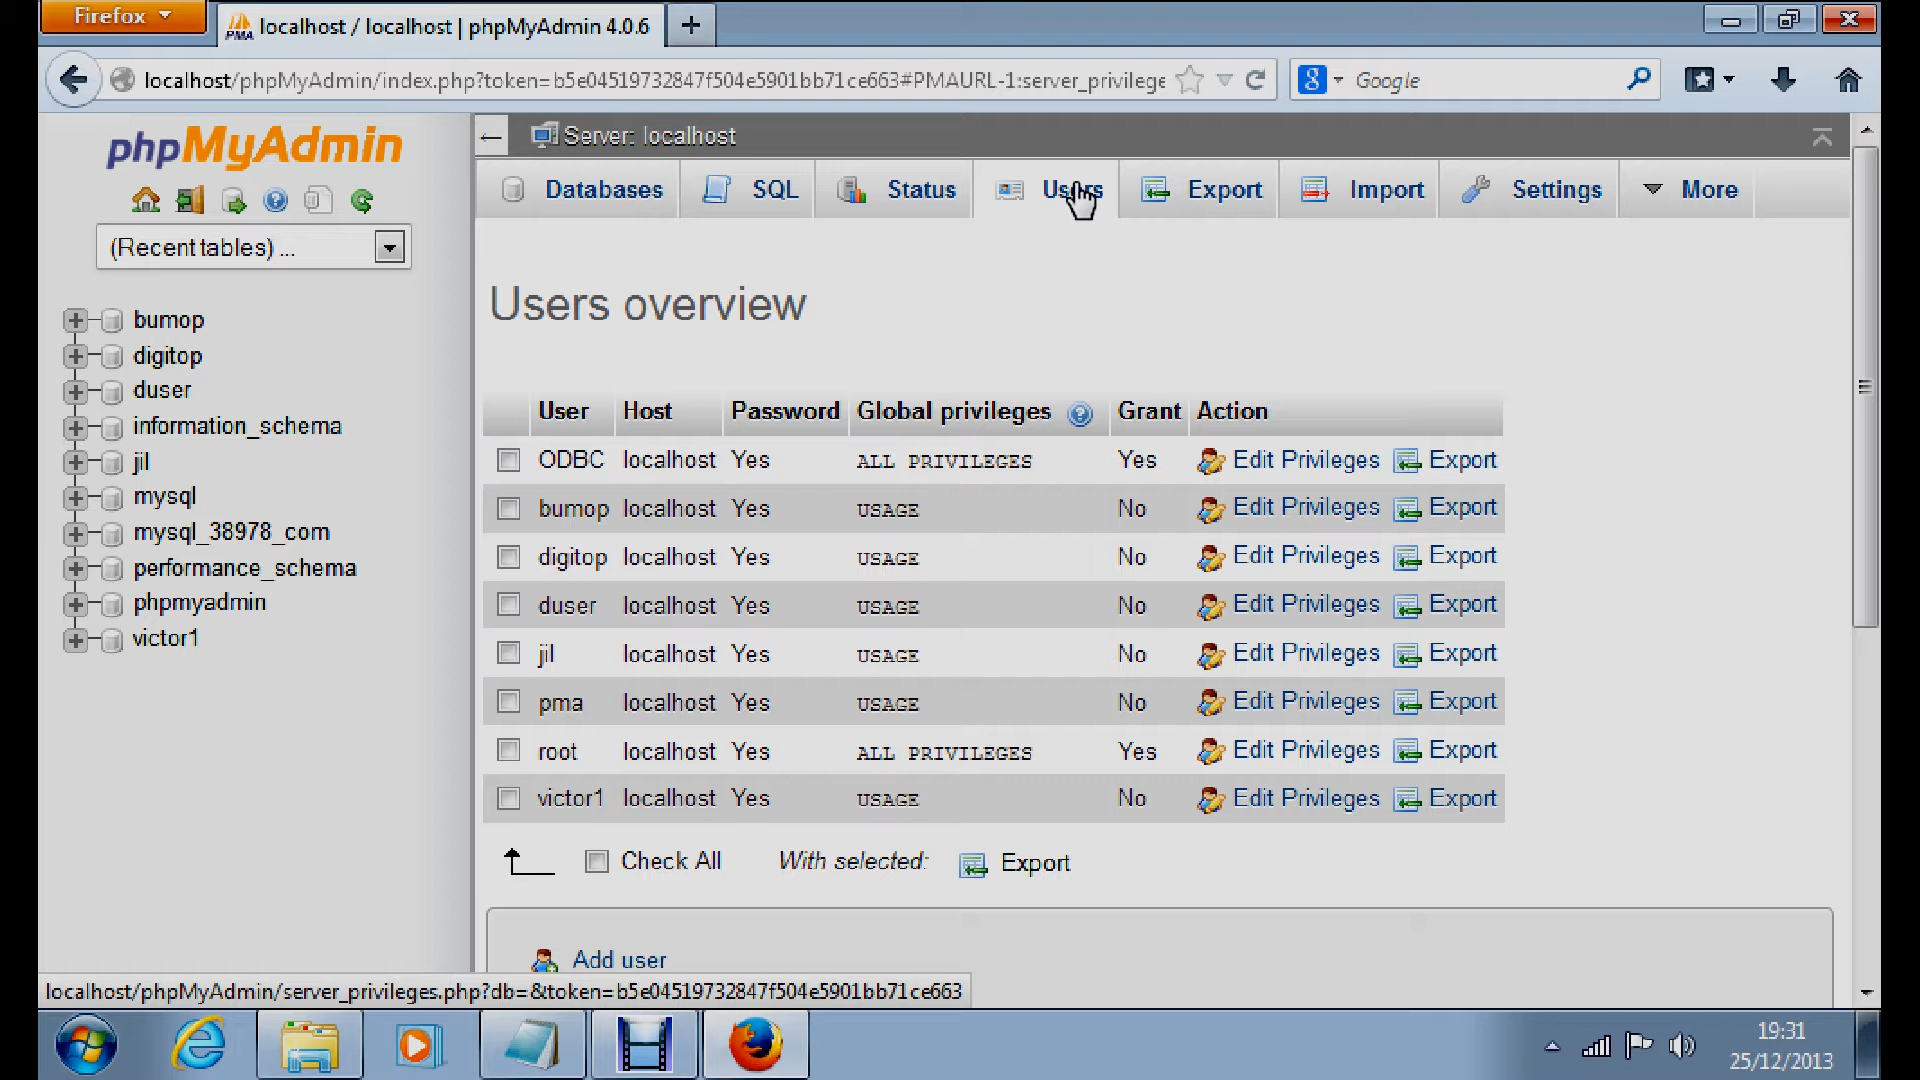 Firefox
localhost / localhost | phpMyAdmin 4.0.6
localhost/phpMyAdmin/index.php?token=b5e04519732847f504e5901bb71ce663#PMAURL-1:server_privilege
Google
phpMyAdmin
(Recent tables) ...
bumop
digitop
duser
information_schema
jil
mysql
mysql_38978_com
performance_schema
phpmyadmin
victor1
Server: localhost
Databases SQL Status Users Export Import Settings More
Users overview
User Host Password Global privileges Grant Action
ODBC localhost Yes ALL PRIVILEGES Yes Edit Privileges Export
bumop localhost Yes USAGE No Edit Privileges Export
digitop localhost Yes USAGE No Edit Privileges Export
duser localhost Yes USAGE No Edit Privileges Export
jil localhost Yes USAGE No Edit Privileges Export
pma localhost Yes USAGE No Edit Privileges Export
root localhost Yes ALL PRIVILEGES Yes Edit Privileges Export
victor1 localhost Yes USAGE No Edit Privileges Export
Check All With selected: Export
Add user
localhost/phpMyAdmin/server_privileges.php?db=&token=b5e04519732847f504e5901bb71ce663
19:31
25/12/2013